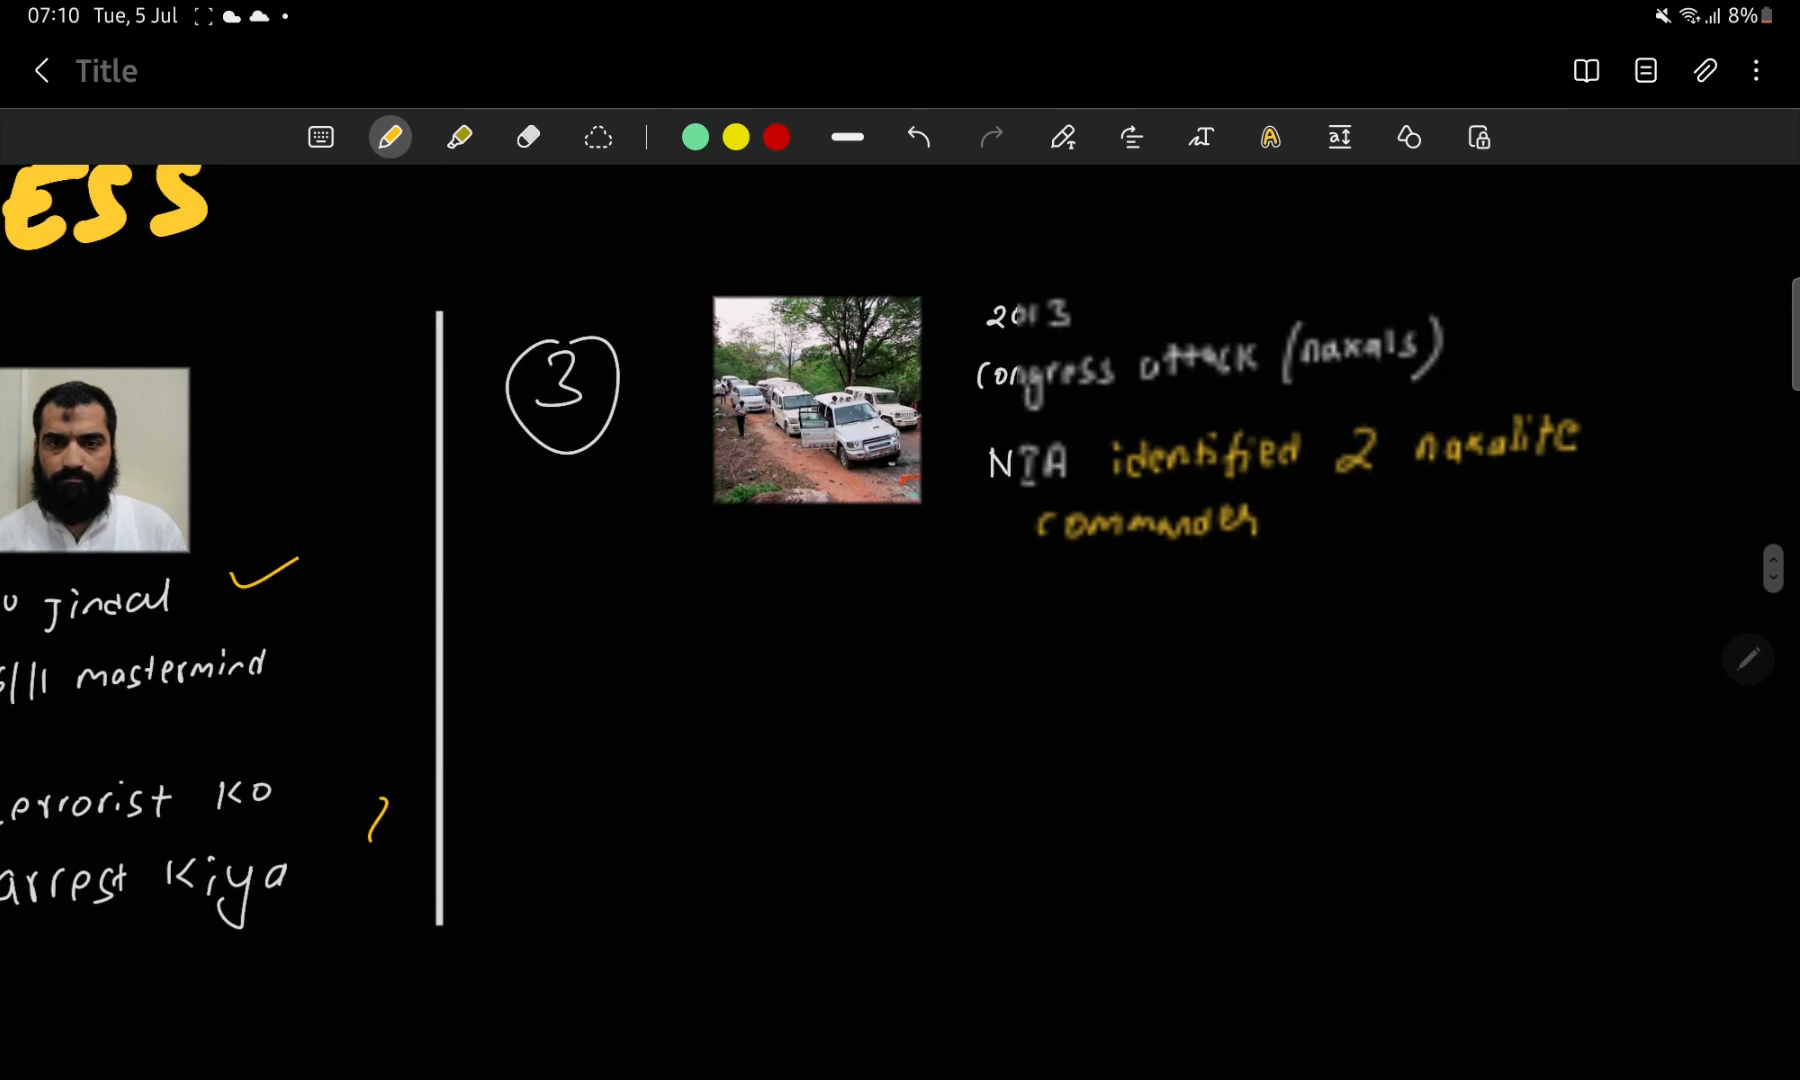 07:10 Tue, 5 Jul
8%
Title
ESS
Jindal
/11 mastermind
errorist KO
arrest Kiya
3
2013
Congress attack (naxals)
NIA identified 2 naxalite
commander